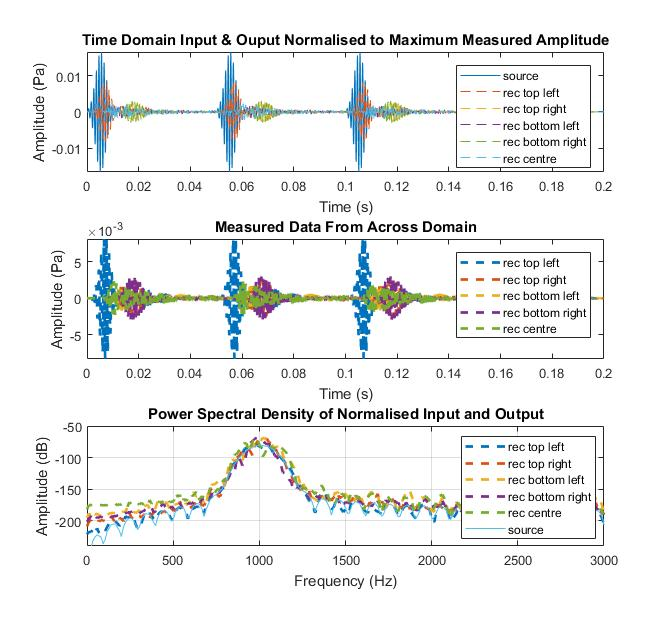 Time Domain Input & Ouput Normalised to Maximum Measured Amplitude
Amplitude (Pa)
0.01
0
-0.01
source
rec top left
rec top right
rec bottom left
rec bottom right
rec centre
0 0.02 0.04 0.06 0.08 0.1 0.12 0.14 0.16 0.18 0.2
Time (s)
Measured Data From Across Domain
×10⁻³
Amplitude (Pa)
5
0
-5
rec top left
rec top right
rec bottom left
rec bottom right
rec centre
0 0.02 0.04 0.06 0.08 0.1 0.12 0.14 0.16 0.18 0.2
Time (s)
Power Spectral Density of Normalised Input and Output
Amplitude (dB)
-50
-100
-150
-200
rec top left
rec top right
rec bottom left
rec bottom right
rec centre
source
0 500 1000 1500 2000 2500 3000
Frequency (Hz)